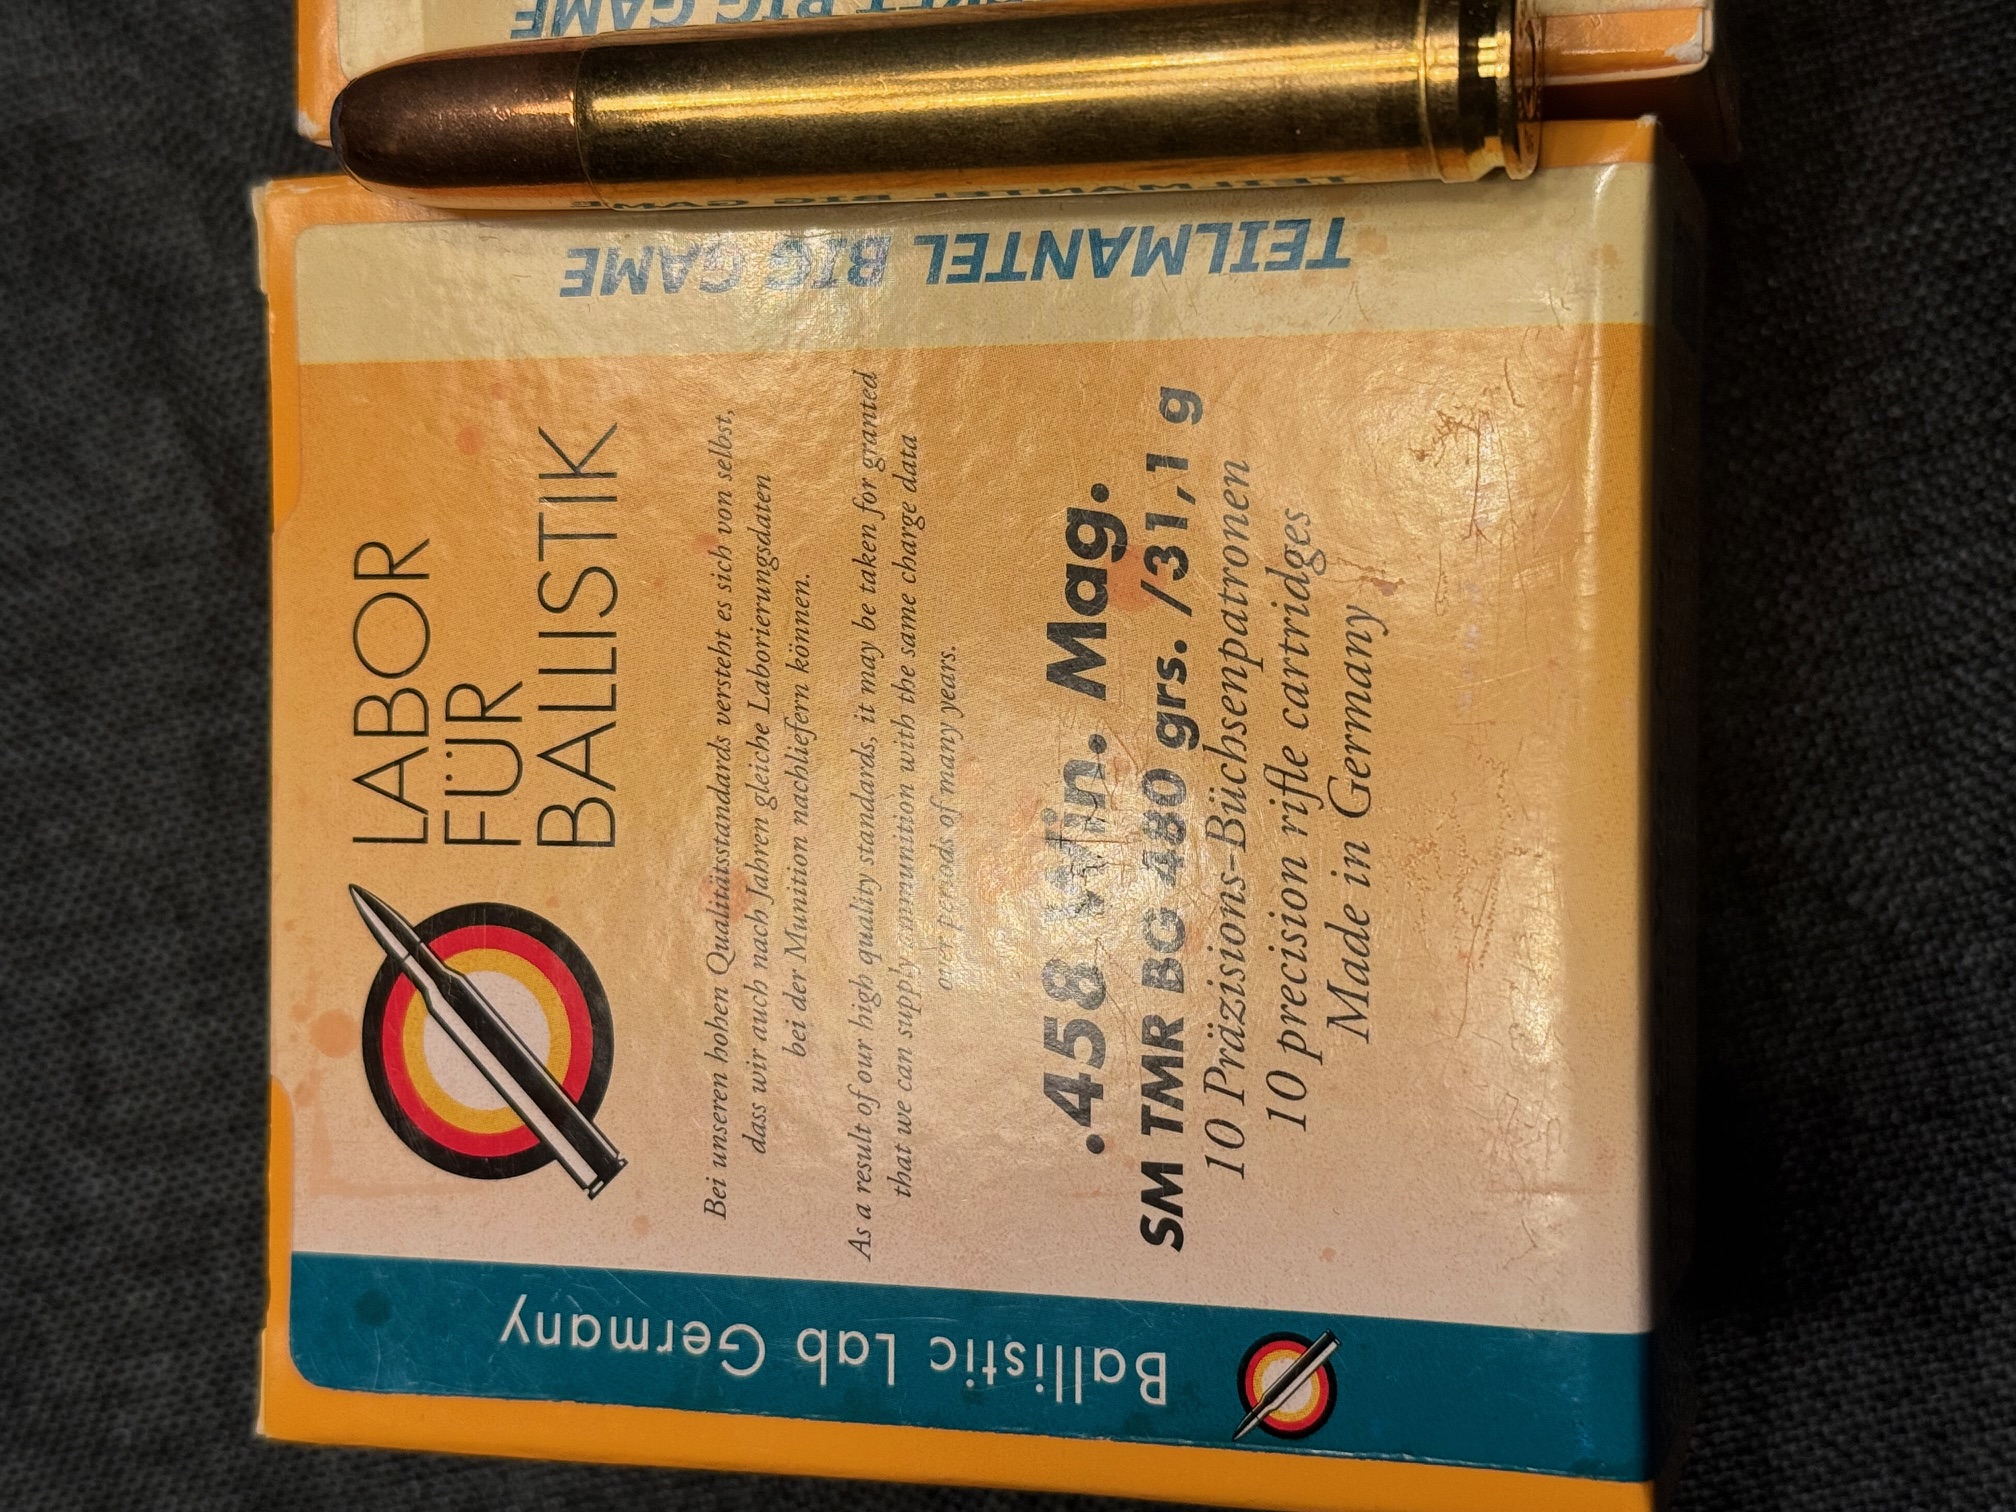 BIG GAME
TEILMANTEL BIG GAME
LABOR
FÜR
BALLISTIK
Bei unseren hohen Qualitätsstandards versteht es sich von selbst,
dass wir auch nach Jahren gleiche Laborierungsdaten
bei der Munition nachliefern können.
As a result of our high quality standards, it may be taken for granted
that we can supply ammunition with the same charge data
over periods of many years.
.458 Win. Mag.
SM TMR BG 480 grs. /31,1 g
10 Präzisions-Büchsenpatronen
10 precision rifle cartridges
Made in Germany
Ballistic Lab Germany